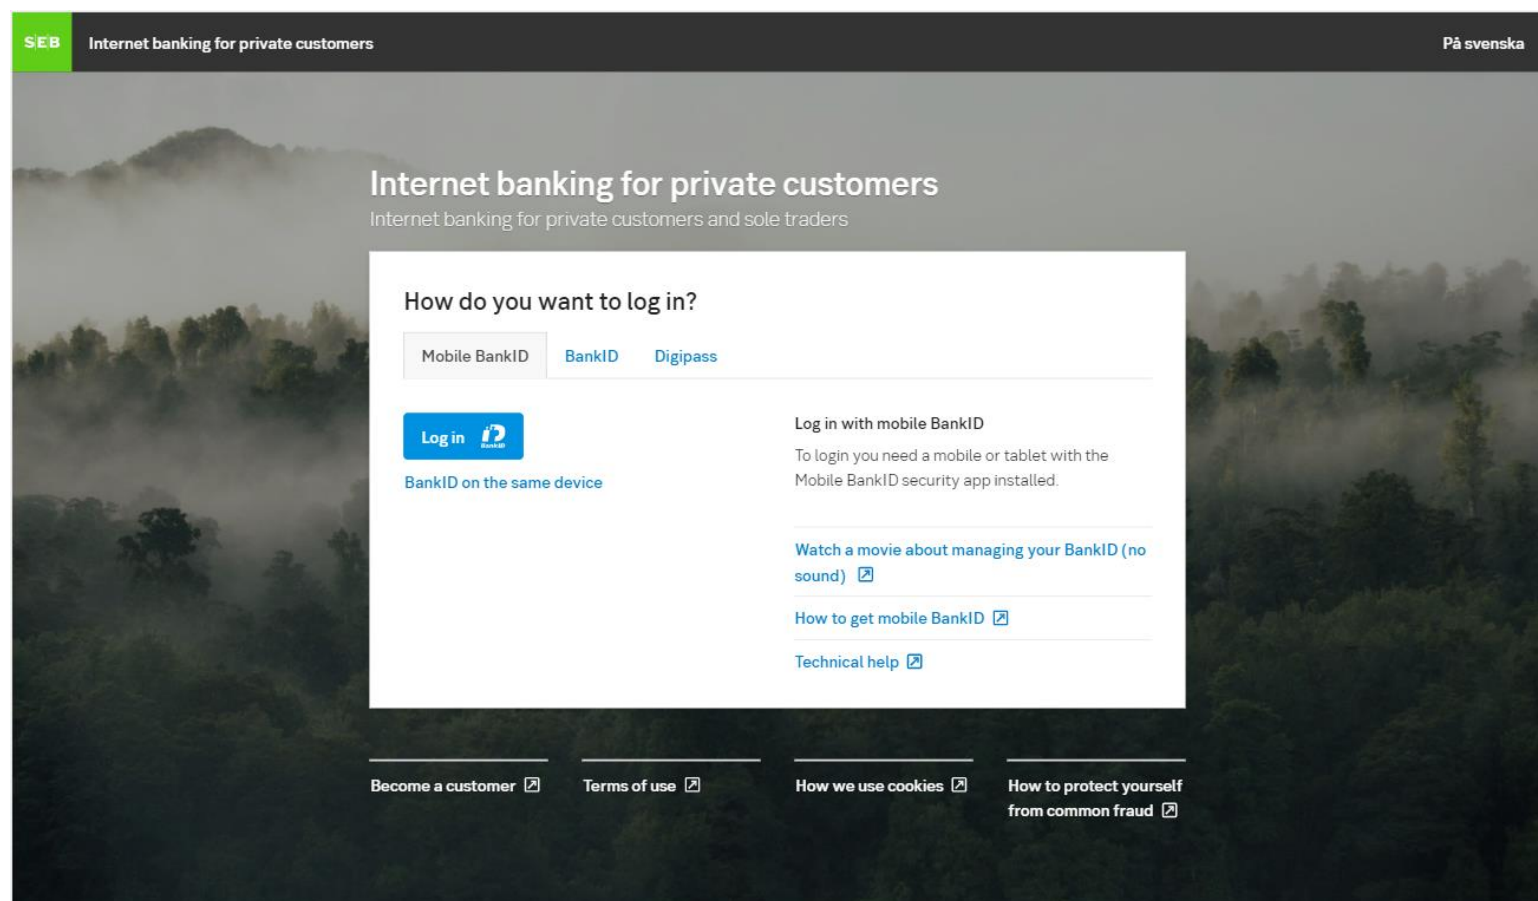 SEB
Internet banking for private customers
På svenska
Internet banking for private customers
Internet banking for private customers and sole traders
How do you want to log in?
Mobile BankID
BankID
Digipass
Log in
BankID
BankID on the same device
Log in with mobile BankID
To login you need a mobile or tablet with the
Mobile BankID security app installed.
Watch a movie about managing your BankID (no
sound)
How to get mobile BankID
Technical help
Become a customer
Terms of use
How we use cookies
How to protect yourself
from common fraud